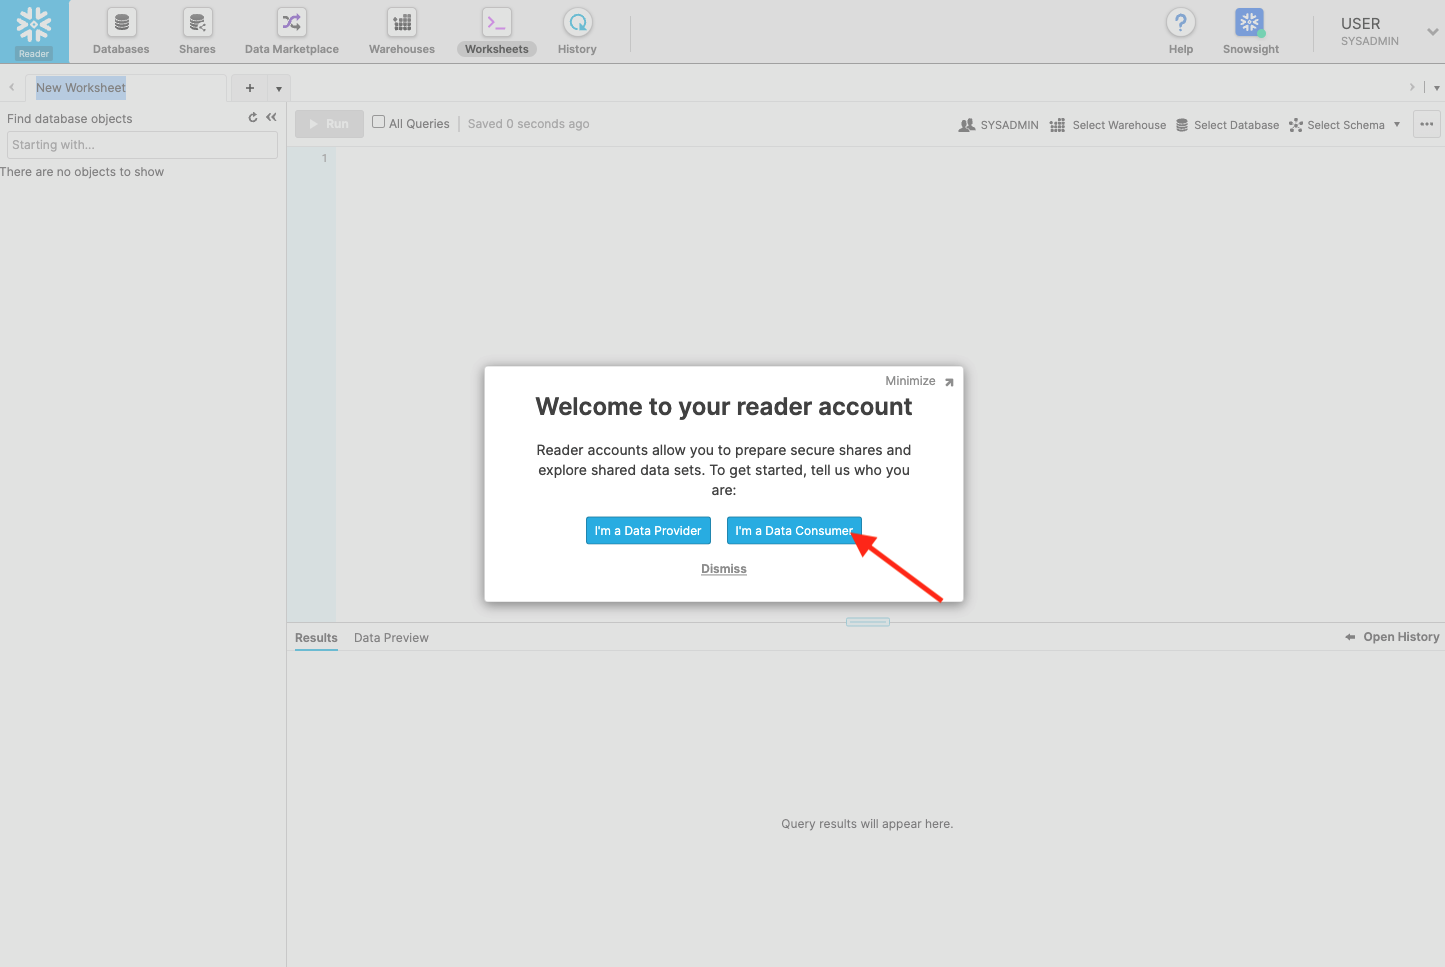 Reader
Databases
Shares
Data Marketplace
Warehouses
Worksheets
History
Help
Snowsight
USER
SYSADMIN
New Worksheet
+
Find database objects
Starting with...
There are no objects to show
Run
All Queries
Saved 0 seconds ago
SYSADMIN
Select Warehouse
Select Database
Select Schema
1
Minimize
Welcome to your reader account
Reader accounts allow you to prepare secure shares and
explore shared data sets. To get started, tell us who you
are:
I'm a Data Provider
I'm a Data Consumer
Dismiss
Results
Data Preview
Open History
Query results will appear here.